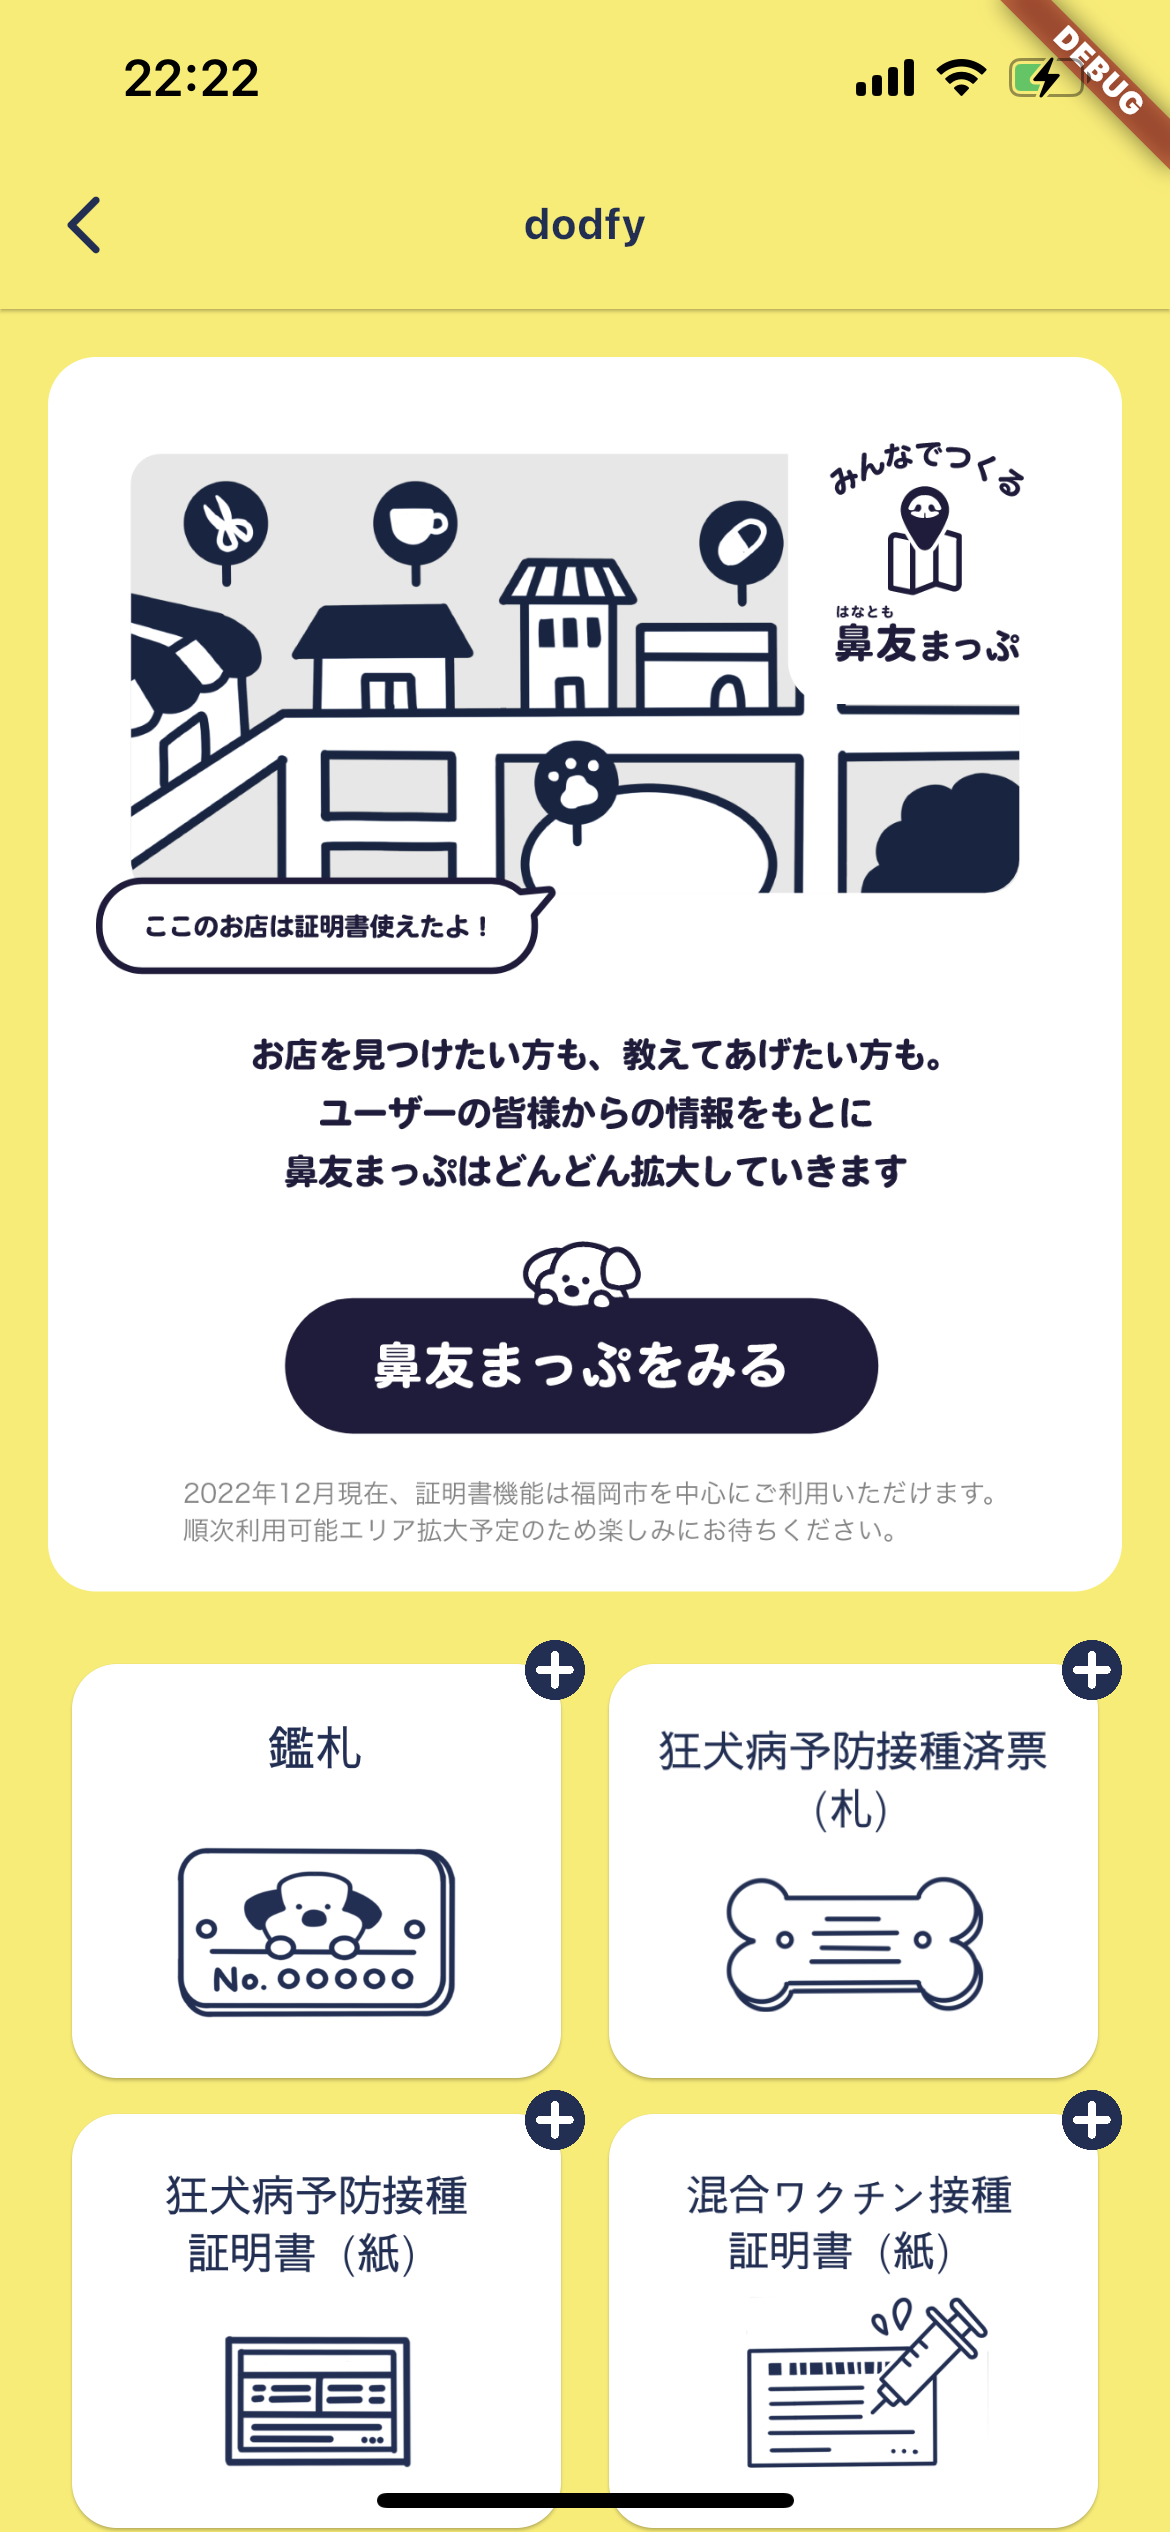 22:22
DEBUG
dodfy
みんなでつくる
はなとも
鼻友まっぷ
ここのお店は証明書使えたよ！
お店を見つけたい方も、教えてあげたい方も。
ユーザーの皆様からの情報をもとに
鼻友まっぷはどんどん拡大していきます
鼻友まっぷをみる
2022年12月現在、証明書機能は福岡市を中心にご利用いただけます。
順次利用可能エリア拡大予定のため楽しみにお待ちください。
鑑札
No. ○○○○○
狂犬病予防接種済票
（札）
狂犬病予防接種
証明書（紙）
混合ワクチン接種
証明書（紙）